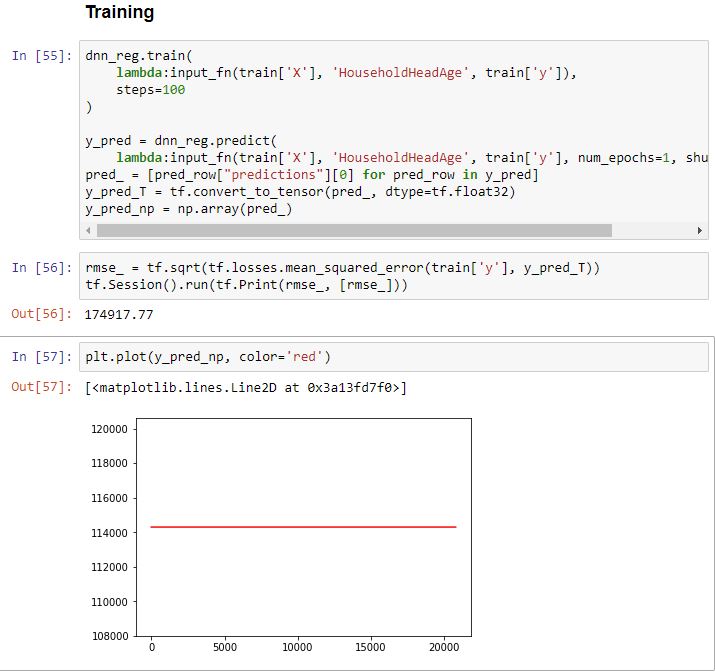 Training
In [55]:
dnn_reg.train(
lambda:input_fn(train['X'], 'HouseholdHeadAge', train['y']),
steps=100
)
y_pred = dnn_reg.predict(
lambda:input_fn(train['X'], 'HouseholdHeadAge', train['y'], num_epochs=1, shu
pred_ = [pred_row["predictions"][0] for pred_row in y_pred]
y_pred_T = tf.convert_to_tensor(pred_, dtype=tf.float32)
y_pred_np = np.array(pred_)
In [56]:
rmse_ = tf.sqrt(tf.losses.mean_squared_error(train['y'], y_pred_T))
tf.Session().run(tf.Print(rmse_, [rmse_]))
Out[56]: 174917.77
In [57]: plt.plot(y_pred_np, color='red')
Out[57]: [<matplotlib.lines.Line2D at 0x3a13fd7f0>]
120000
118000
116000
114000
112000
110000
108000
0 5000 10000 15000 20000